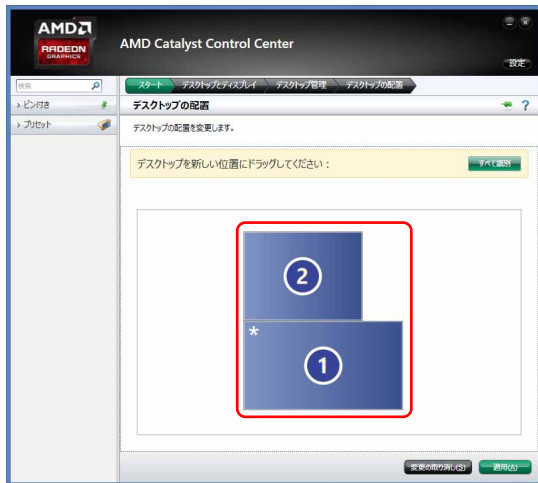 AMD
RADEON
GRAPHICS
AMD Catalyst Control Center
設定
検索
スタート デスクトップとディスプレイ デスクトップ管理 デスクトップの配置
> ピン付き
デスクトップの配置
?
> プリセット
デスクトップの配置を変更します。
デスクトップを新しい位置にドラッグしてください：
すべて識別
2
*
1
変更の取り消し(S)
適用(A)